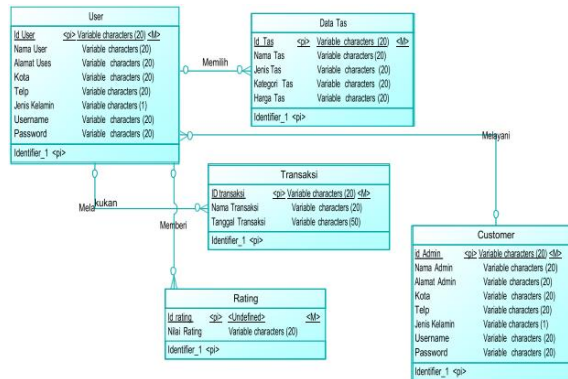 User
Id User <pi> Variable characters (20) <M>
Nama User Variable characters (20)
Alamat Uses Variable characters (20)
Kota Variable characters (20)
Telp Variable characters (20)
Jenis Kelamin Variable characters (1)
Username Variable characters (20)
Password Variable characters (20)
Identifier_1 <pi>
Memilih
Data Tas
Id_Tas <pi> Variable characters (20) <M>
Nama Tas Variable characters (20)
Jenis Tas Variable characters (20)
Kategori Tas Variable characters (20)
Harga Tas Variable characters (20)
Identifier_1 <pi>
Melayani
Melakukan
Memberi
Transaksi
ID transaksi <pi> Variable characters (20) <M>
Nama Transaksi Variable characters (20)
Tanggal Transaksi Variable characters (50)
Identifier_1 <pi>
Rating
Id rating <pi> <Undefined> <M>
Nilai Rating Variable characters (20)
Identifier_1 <pi>
Customer
id Admin <pi> Variable characters (20) <M>
Nama Admin Variable characters (20)
Alamat Admin Variable characters (20)
Kota Variable characters (20)
Telp Variable characters (20)
Jenis Kelamin Variable characters (1)
Username Variable characters (20)
Password Variable characters (20)
Identifier_1 <pi>